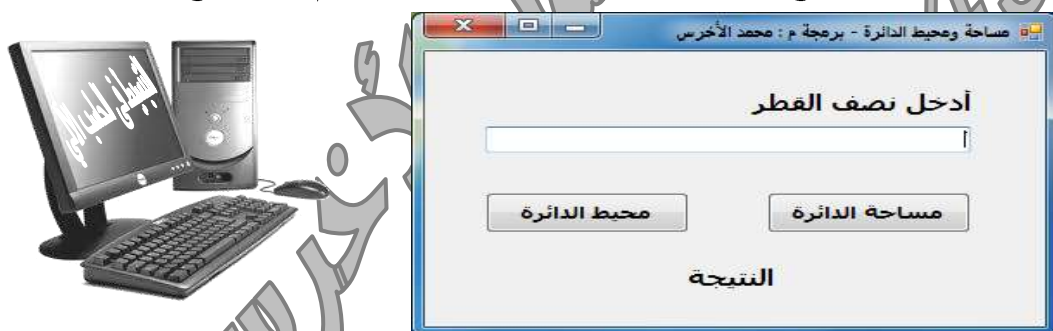 مساحة ومحيط الدائرة - برمجة م : محمد الأخرس
أدخل نصف القطر
مساحة الدائرة
محيط الدائرة
النتيجة